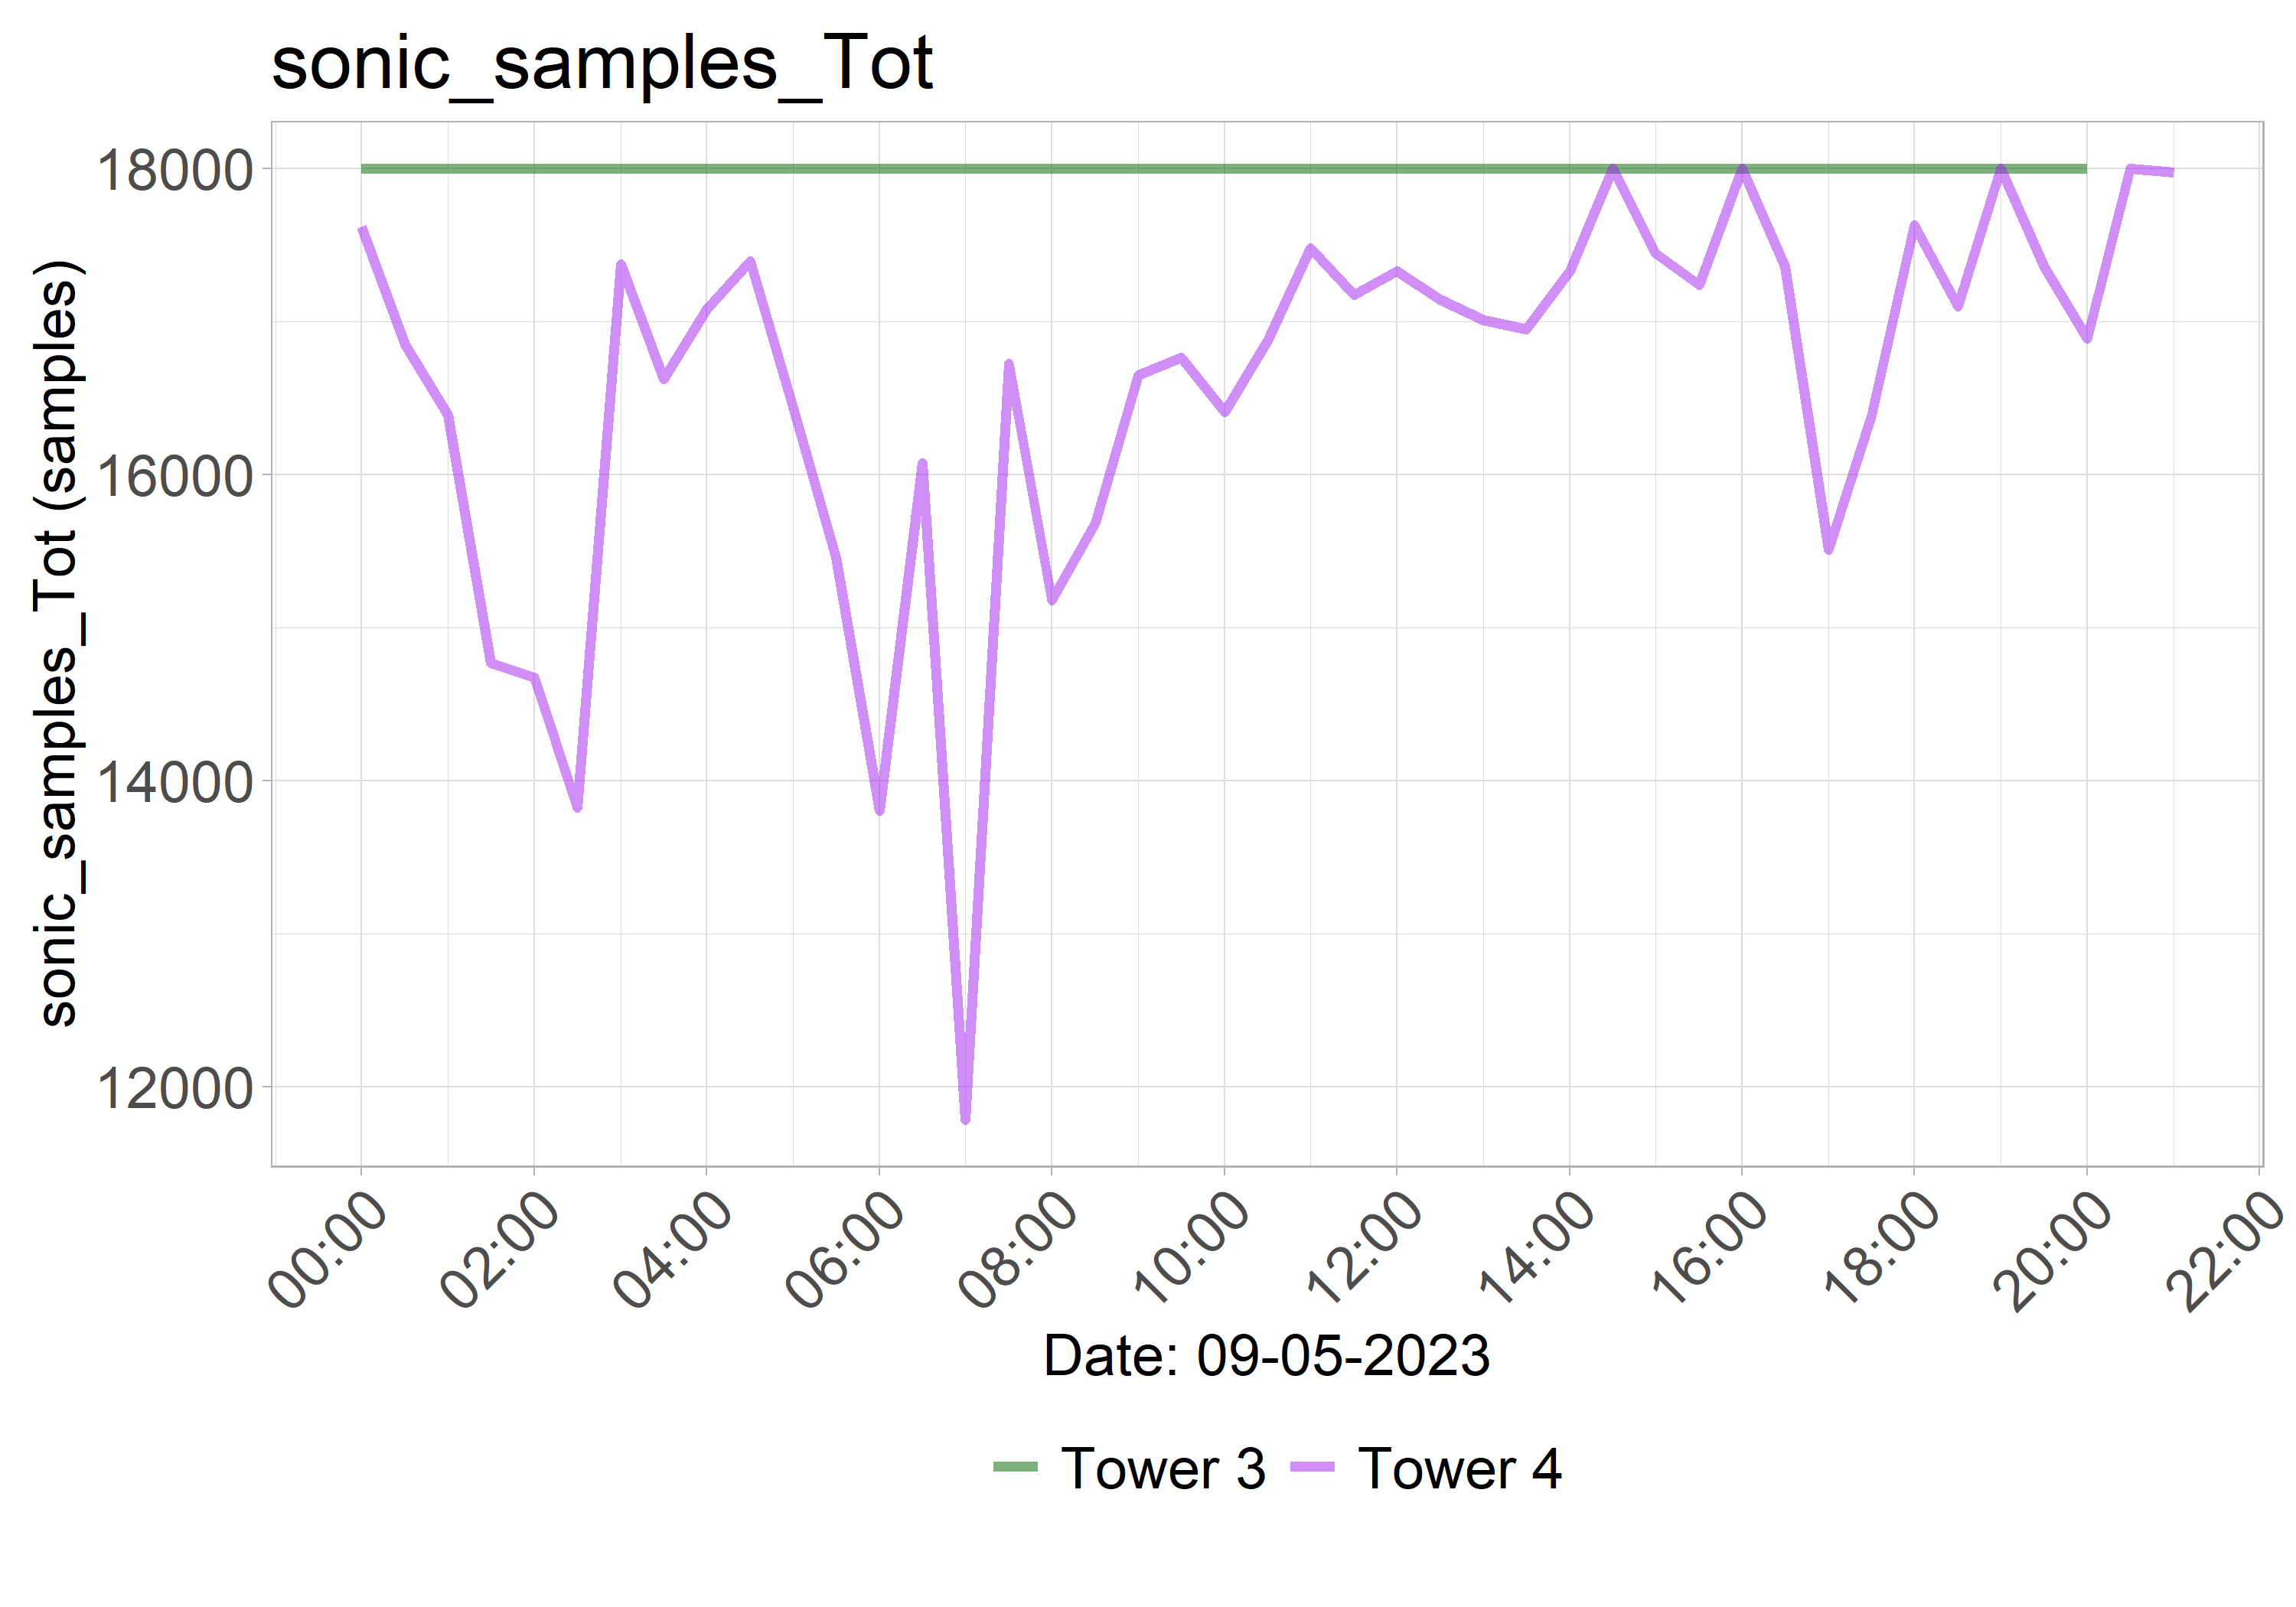 sonic_samples_Tot
sonic_samples_Tot (samples)
18000
16000
14000
12000
00:00 02:00 04:00 06:00 08:00 10:00 12:00 14:00 16:00 18:00 20:00 22:00
Date: 09-05-2023
Tower 3 Tower 4